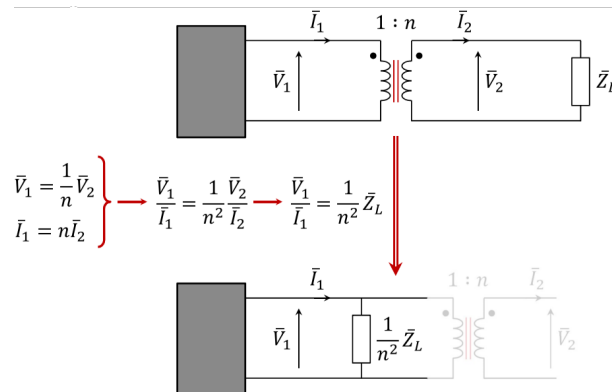 Ī₁ 1 : n Ī₂
V̄₁ V̄₂ Z̄_L
V̄₁ = 1/n V̄₂
Ī₁ = nĪ₂
V̄₁/Ī₁ = 1/n² V̄₂/Ī₂ V̄₁/Ī₁ = 1/n² Z̄_L
Ī₁ 1 : n Ī₂
V̄₁ 1/n² Z̄_L V̄₂